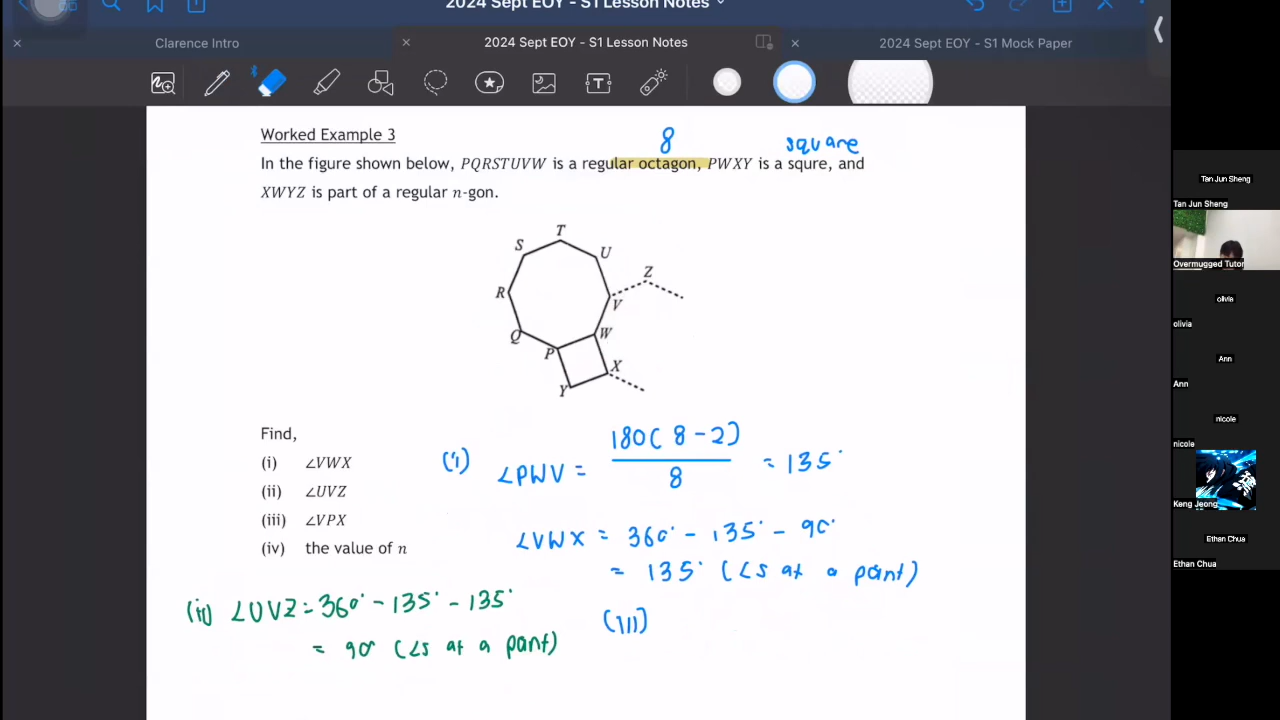 2024 Sept EOY - S1 Lesson Notes
Clarence Intro
2024 Sept EOY - S1 Lesson Notes
2024 Sept EOY - S1 Mock Paper
Worked Example 3
8
square
In the figure shown below, PQRSTUVW is a regular octagon, PWXY is a squre, and
XWYZ is part of a regular n-gon.
T
S
U
Z
R
V
Q
W
P
X
Y
Find,
(i) ∠VWX
(ii) ∠UVZ
(iii) ∠VPX
(iv) the value of n
(i) ∠PWV = 180(8-2)
8
= 135°
∠VWX = 360° - 135° - 90°
= 135° (∠s at a point)
(ii) ∠UVZ = 360° - 135° - 135°
= 90° (∠s at a point)
(iii)
Tan Jun Sheng
Tan Jun Sheng
Overmugged Tutor
olivia
olivia
Ann
Ann
nicole
nicole
Keng Jeong
Ethan Chua
Ethan Chua